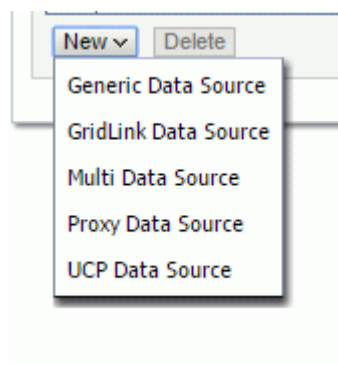 New Delete
Generic Data Source
GridLink Data Source
Multi Data Source
Proxy Data Source
UCP Data Source